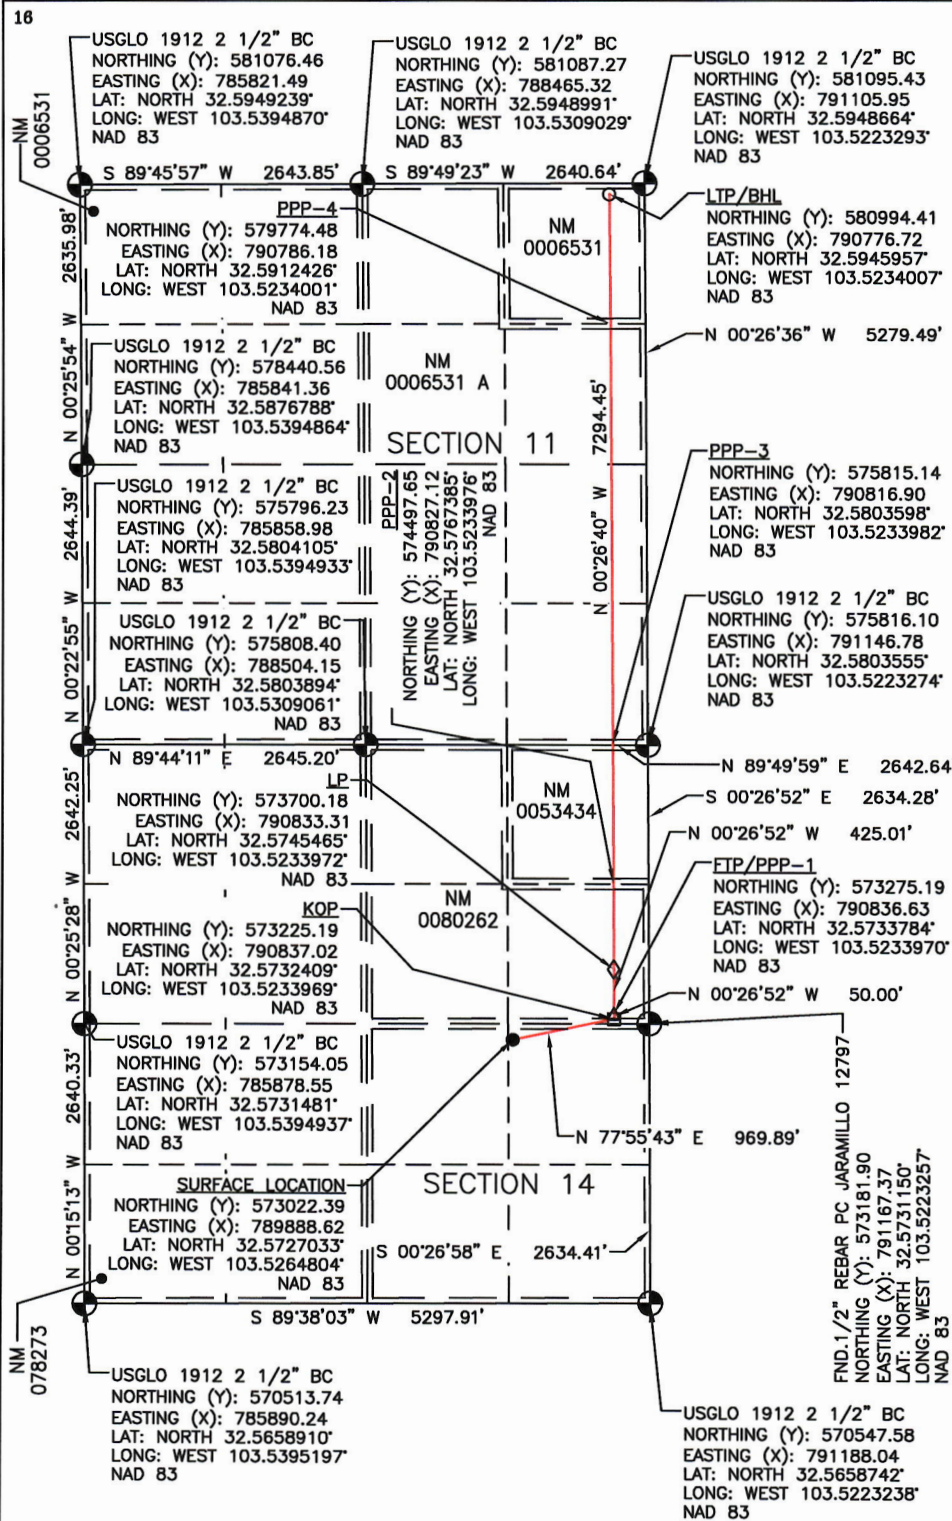 16
USGLO 1912 2 1/2" BC
NORTHING (Y): 581076.46
EASTING (X): 785821.49
LAT: NORTH 32.5949239°
LONG: WEST 103.5394870°
NAD 83
USGLO 1912 2 1/2" BC
NORTHING (Y): 581087.27
EASTING (X): 788465.32
LAT: NORTH 32.5948991°
LONG: WEST 103.5309029°
NAD 83
USGLO 1912 2 1/2" BC
NORTHING (Y): 581095.43
EASTING (X): 791105.95
LAT: NORTH 32.5948664°
LONG: WEST 103.5223293°
NAD 83
NM
0006531
S 89°45'57" W 2643.85'
S 89°49'23" W 2640.64'
PPP-4
NORTHING (Y): 579774.48
EASTING (X): 790786.18
LAT: NORTH 32.5912426°
LONG: WEST 103.5234001°
NAD 83
NM
0006531
LTP/BHL
NORTHING (Y): 580994.41
EASTING (X): 790776.72
LAT: NORTH 32.5945957°
LONG: WEST 103.5234007°
NAD 83
N 00°25'54" W 2635.98'
N 00°26'36" W 5279.49'
USGLO 1912 2 1/2" BC
NORTHING (Y): 578440.56
EASTING (X): 785841.36
LAT: NORTH 32.5876788°
LONG: WEST 103.5394864°
NAD 83
NM
0006531 A
SECTION 11
N 00°26'40" W 7294.45'
PPP-3
NORTHING (Y): 575815.14
EASTING (X): 790816.90
LAT: NORTH 32.5803598°
LONG: WEST 103.5233982°
NAD 83
USGLO 1912 2 1/2" BC
NORTHING (Y): 575796.23
EASTING (X): 785858.98
LAT: NORTH 32.5804105°
LONG: WEST 103.5394933°
NAD 83
PPP-2
NORTHING (Y): 574497.65
EASTING (X): 790827.12
LAT: NORTH 32.5767385°
LONG: WEST 103.5233976°
NAD 83
N 00°22'55" W 2644.39'
USGLO 1912 2 1/2" BC
NORTHING (Y): 575808.40
EASTING (X): 788504.15
LAT: NORTH 32.5803894°
LONG: WEST 103.5309061°
NAD 83
USGLO 1912 2 1/2" BC
NORTHING (Y): 575816.10
EASTING (X): 791146.78
LAT: NORTH 32.5803555°
LONG: WEST 103.5223274°
NAD 83
N 89°44'11" E 2645.20'
N 89°49'59" E 2642.64
S 00°26'52" E 2634.28'
N 00°26'52" W 425.01'
LP
NORTHING (Y): 573700.18
EASTING (X): 790833.31
LAT: NORTH 32.5745465°
LONG: WEST 103.5233972°
NAD 83
NM
0053434
NM
0080262
FTP/PPP-1
NORTHING (Y): 573275.19
EASTING (X): 790836.63
LAT: NORTH 32.5733784°
LONG: WEST 103.5233970°
NAD 83
N 00°25'28" W 2642.25'
KOP
NORTHING (Y): 573225.19
EASTING (X): 790837.02
LAT: NORTH 32.5732409°
LONG: WEST 103.5233969°
NAD 83
N 00°26'52" W 50.00'
USGLO 1912 2 1/2" BC
NORTHING (Y): 573154.05
EASTING (X): 785878.55
LAT: NORTH 32.5731481°
LONG: WEST 103.5394937°
NAD 83
N 77°55'43" E 969.89'
FND.1/2" REBAR PC JARAMILLO 12797
NORTHING (Y): 573181.90
EASTING (X): 791167.37
LAT: NORTH 32.5731150°
LONG: WEST 103.5223257°
NAD 83
N 00°15'13" W 2640.33'
SECTION 14
SURFACE LOCATION
NORTHING (Y): 573022.39
EASTING (X): 789888.62
LAT: NORTH 32.5727033°
LONG: WEST 103.5264804°
NAD 83
S 00°26'58" E 2634.41'
S 89°38'03" W 5297.91'
NM
078273
USGLO 1912 2 1/2" BC
NORTHING (Y): 570513.74
EASTING (X): 785890.24
LAT: NORTH 32.5658910°
LONG: WEST 103.5395197°
NAD 83
USGLO 1912 2 1/2" BC
NORTHING (Y): 570547.58
EASTING (X): 791188.04
LAT: NORTH 32.5658742°
LONG: WEST 103.5223238°
NAD 83